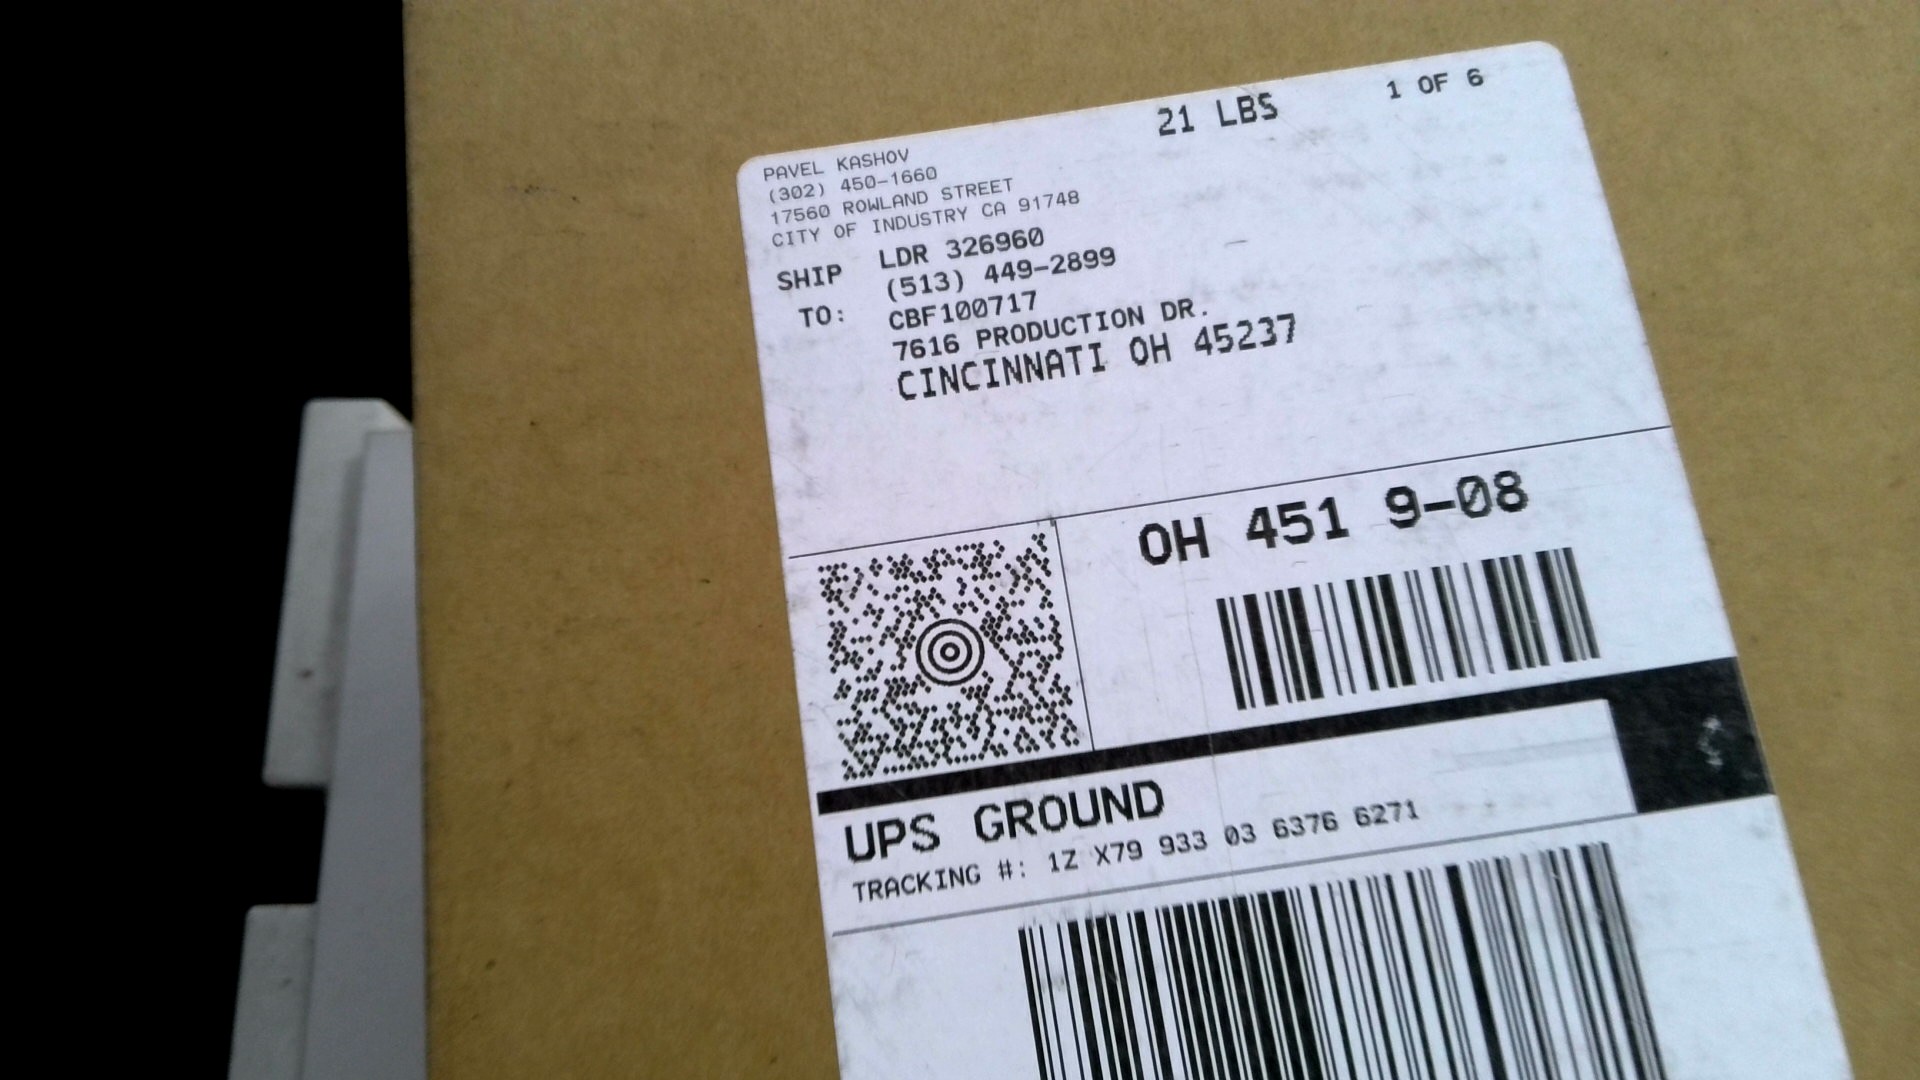 21 LBS
1 OF 6
PAVEL KASHOV
(302) 450-1660
17560 ROWLAND STREET
CITY OF INDUSTRY CA 91748
SHIP
TO:
LDR 326960
(513) 449-2899
CBF100717
7616 PRODUCTION DR.
CINCINNATI OH 45237
OH 451 9-08
UPS GROUND
TRACKING #: 1Z X79 933 03 6376 6271